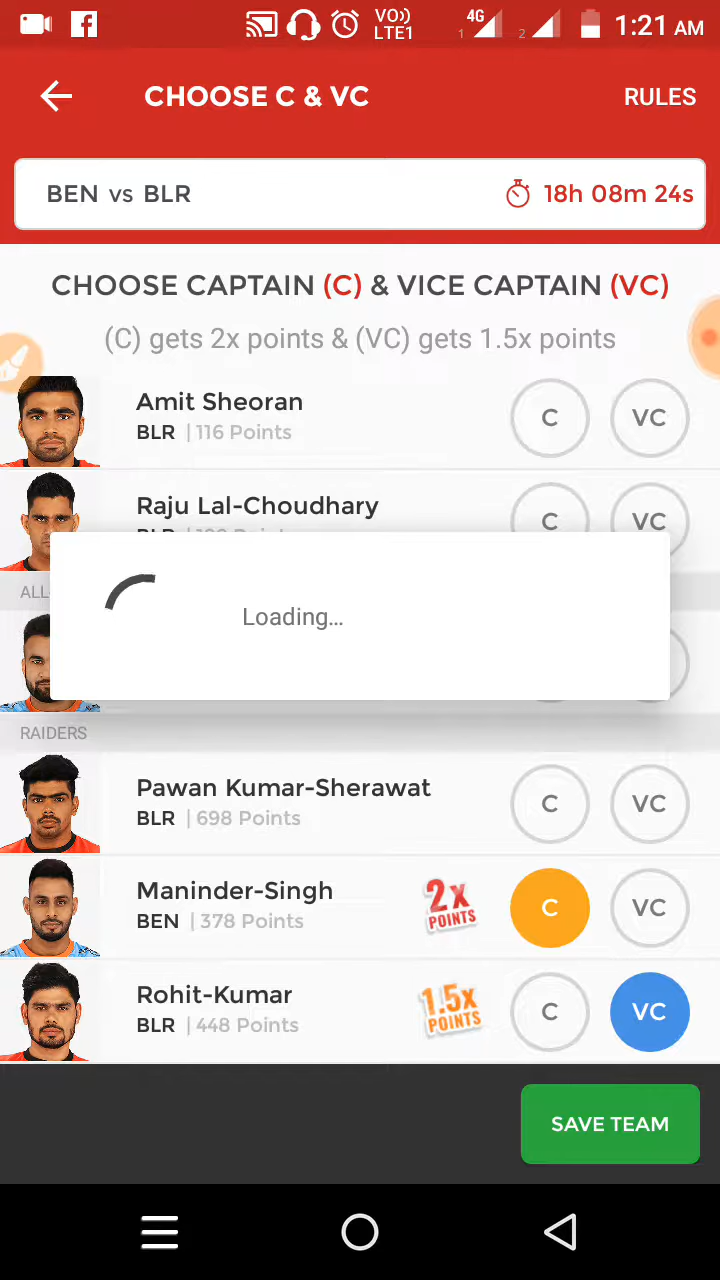 VO)) LTE1 4G 1 2 1:21 AM
CHOOSE C & VC RULES
BEN vs BLR 18h 08m 24s
CHOOSE CAPTAIN (C) & VICE CAPTAIN (VC)
(C) gets 2x points & (VC) gets 1.5x points
Amit Sheoran
BLR | 116 Points
C VC
Raju Lal-Choudhary
C VC
ALL-
Loading...
RAIDERS
Pawan Kumar-Sherawat
BLR | 698 Points
C VC
Maninder-Singh
BEN | 378 Points
2x POINTS
C VC
Rohit-Kumar
BLR | 448 Points
1.5x POINTS
C VC
SAVE TEAM